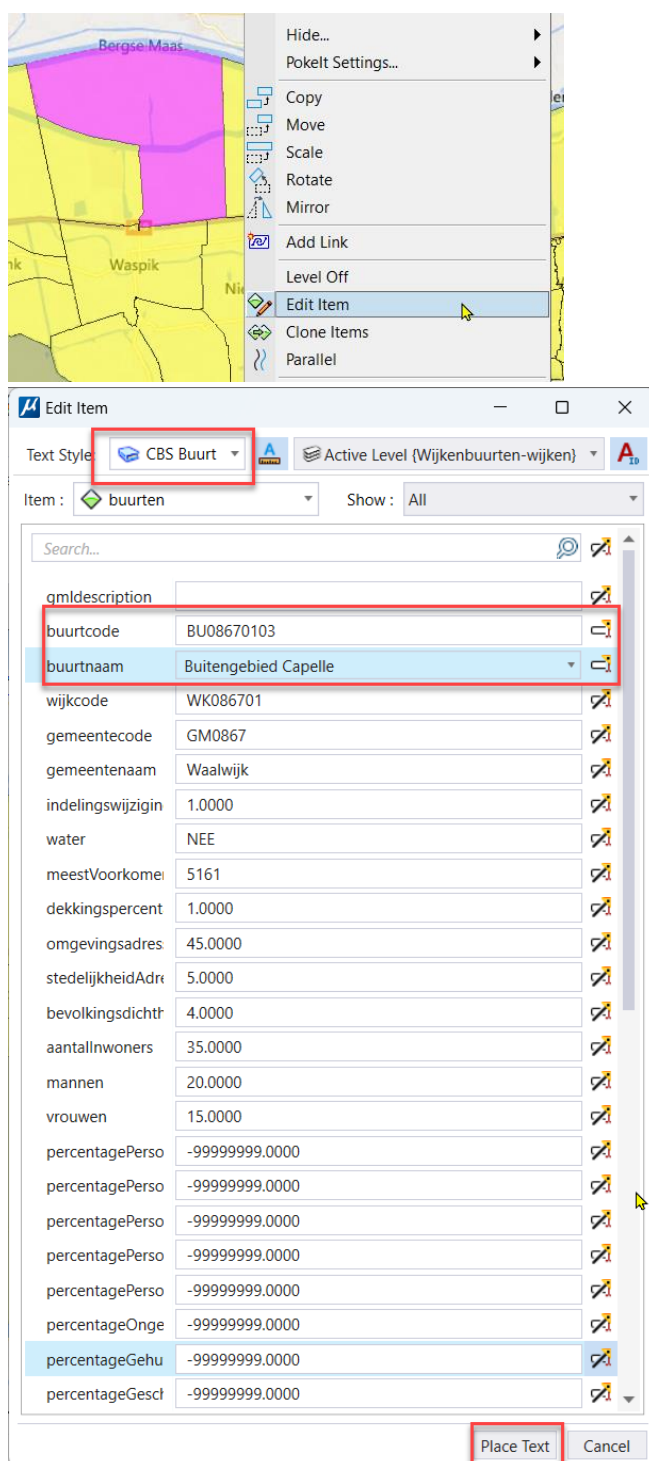 Bergse Maas
Waspik
Hide...
PokeIt Settings...
Copy
Move
Scale
Rotate
Mirror
Add Link
Level Off
Edit Item
Clone Items
Parallel
Edit Item
Text Style: CBS Buurt Active Level {Wijkenbuurten-wijken}
Item : buurten Show : All
Search...
gmldescription
buurtcode BU08670103
buurtnaam Buitengebied Capelle
wijkcode WK086701
gemeentecode GM0867
gemeentenaam Waalwijk
indelingswijzigin 1.0000
water NEE
meestVoorkome 5161
dekkingspercent 1.0000
omgevingsadres 45.0000
stedelijkheidAdre 5.0000
bevolkingsdichth 4.0000
aantalInwoners 35.0000
mannen 20.0000
vrouwen 15.0000
percentagePerso -99999999.0000
percentagePerso -99999999.0000
percentagePerso -99999999.0000
percentagePerso -99999999.0000
percentagePerso -99999999.0000
percentageOnge -99999999.0000
percentageGehu -99999999.0000
percentageGesch -99999999.0000
Place Text Cancel